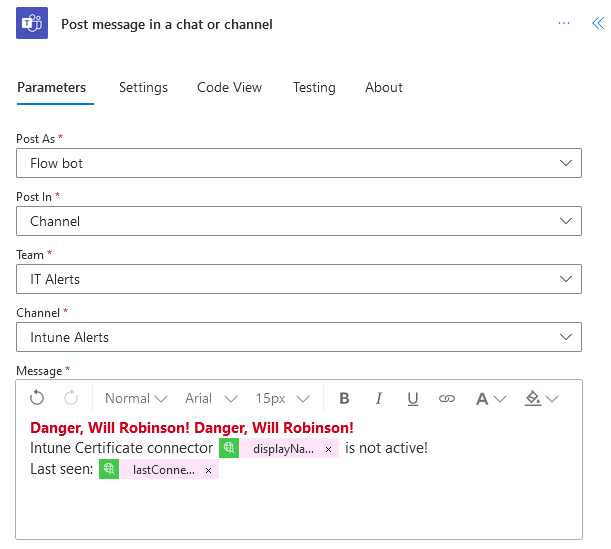 Post message in a chat or channel
Parameters Settings Code View Testing About
Post As *
Flow bot
Post In *
Channel
Team *
IT Alerts
Channel *
Intune Alerts
Message *
Normal Arial 15px B I U A
Danger, Will Robinson! Danger, Will Robinson!
Intune Certificate connector displayNa... × is not active!
Last seen: lastConne... ×